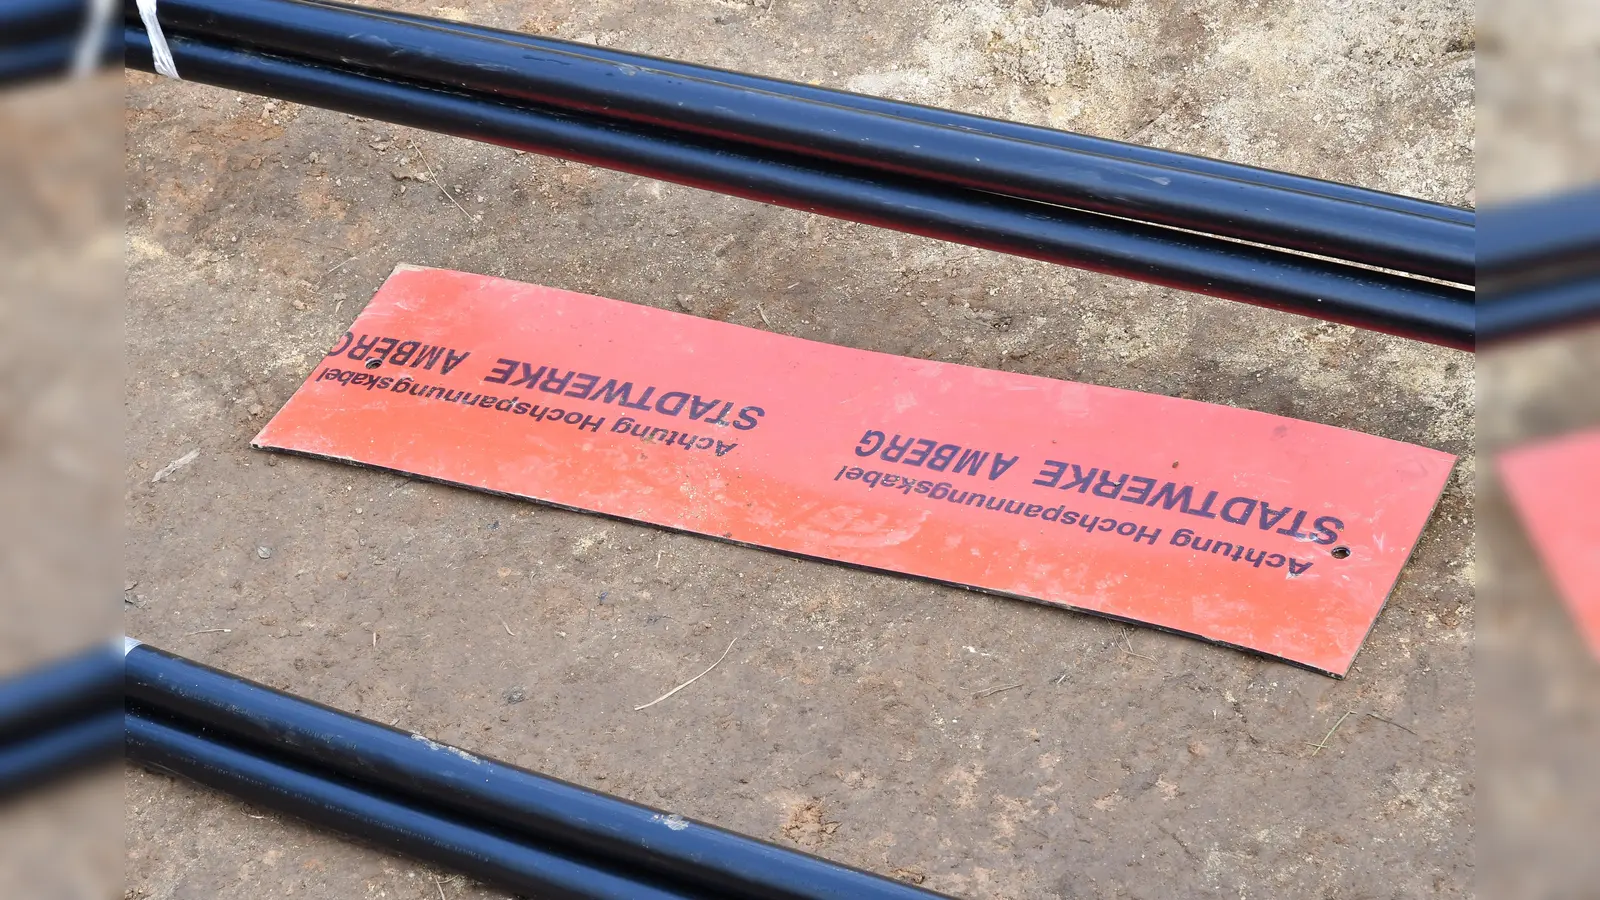 Achtung Hochspannungskabel
STADTWERKE AMBERG
Achtung Hochspannungskabel
STADTWERKE AMBERG